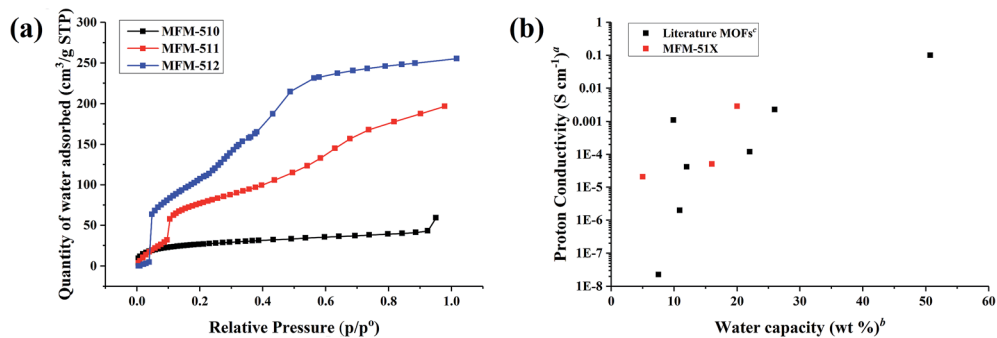 (a)
MFM-510
MFM-511
MFM-512
Quantity of water adsorbed (cm³/g STP)
300
250
200
150
100
50
0
0.0 0.2 0.4 0.6 0.8 1.0
Relative Pressure (p/pº)
(b)
Literature MOFsᶜ
MFM-51X
Proton Conductivity (S cm⁻¹)ᵃ
1
0.1
0.01
0.001
1E-4
1E-5
1E-6
1E-7
1E-8
0 10 20 30 40 50 60
Water capacity (wt %)ᵇ